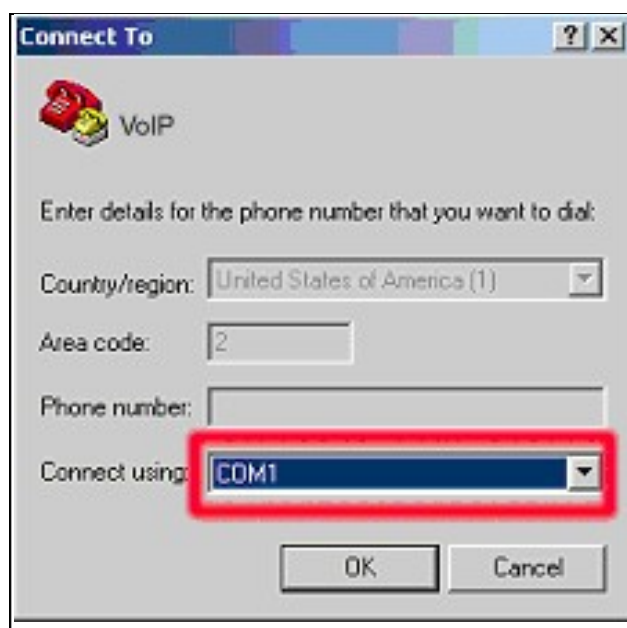 Connect To
VoIP
Enter details for the phone number that you want to dial:
Country/region: United States of America (1)
Area code: 2
Phone number:
Connect using: COM1
OK Cancel